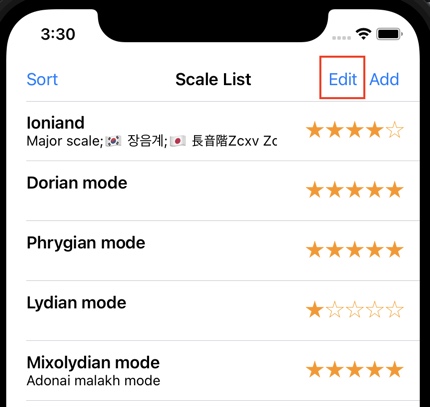 3:30
Sort Scale List Edit Add
Ioniand
Major scale;🇰🇷 장음계;🇯🇵 長音階Zcxv Zc
Dorian mode
Phrygian mode
Lydian mode
Mixolydian mode
Adonai malakh mode